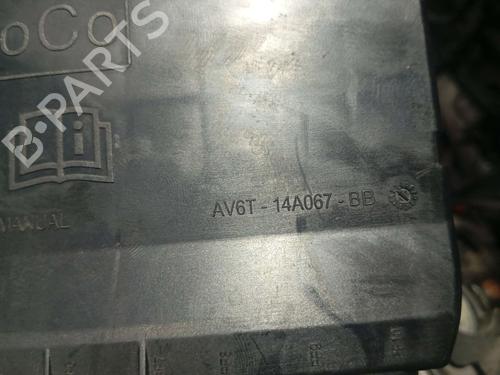 oCo
B-PARTS
i
MANUAL
AV6T - 14A067 - BB